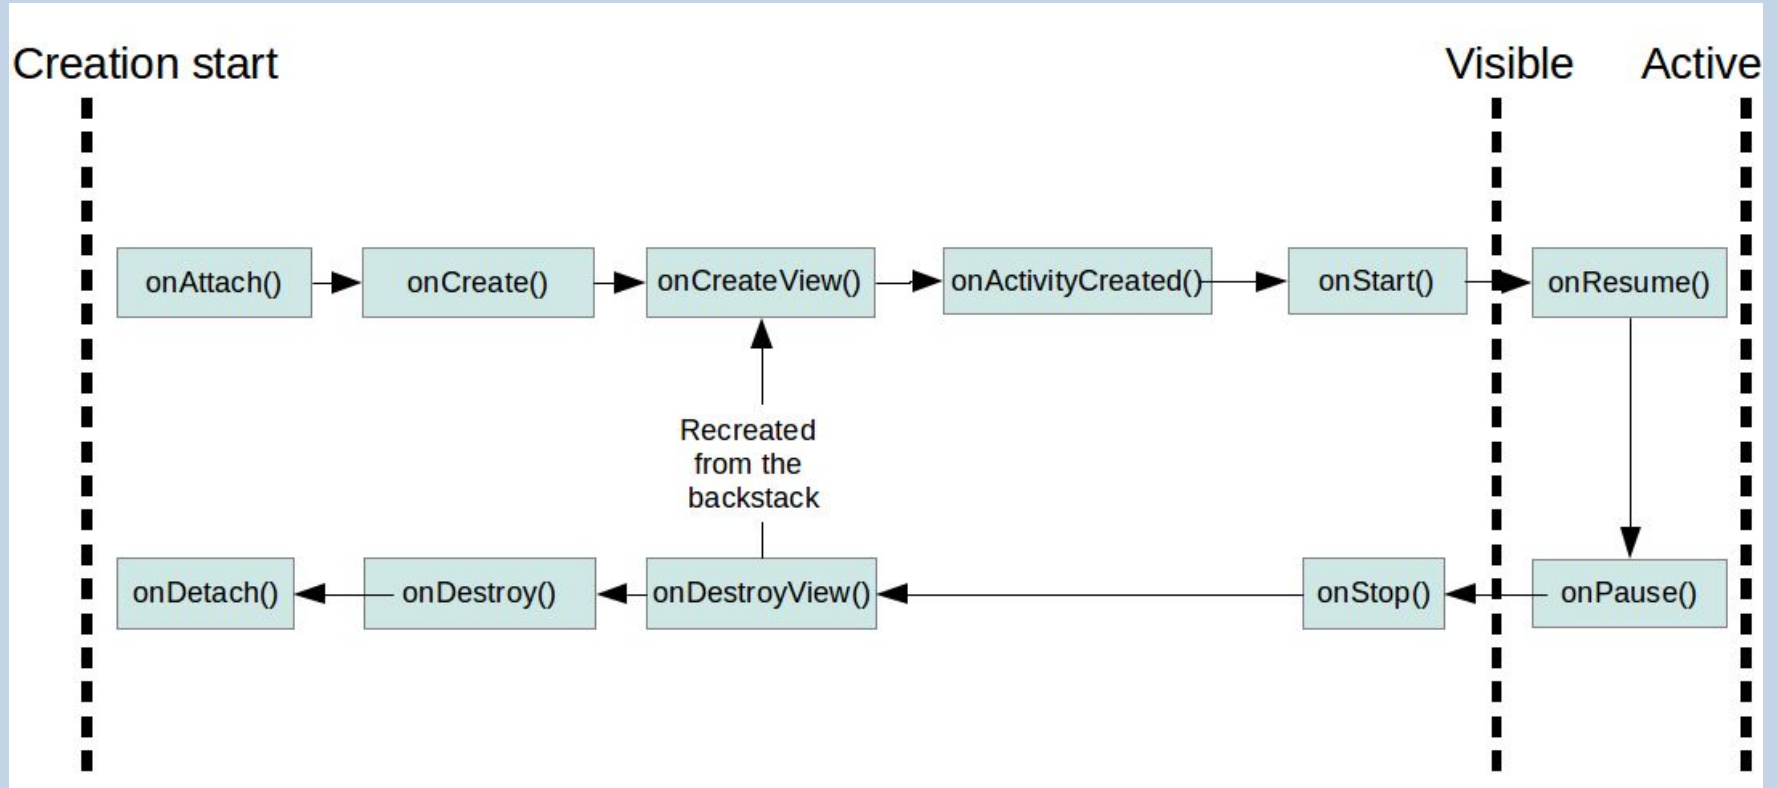 Creation start
Visible
Active
onAttach()
onCreate()
onCreateView()
onActivityCreated()
onStart()
onResume()
Recreated
from the
backstack
onDetach()
onDestroy()
onDestroyView()
onStop()
onPause()